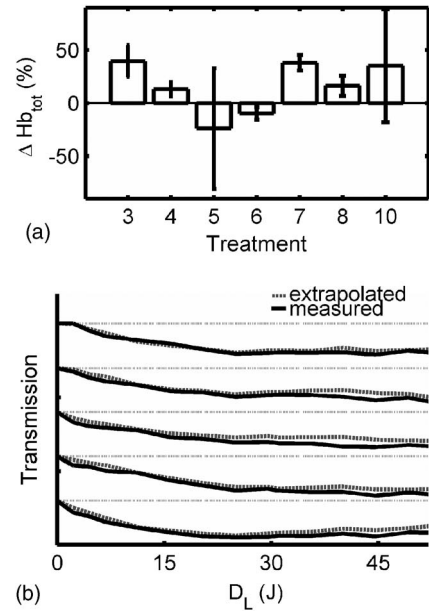 50
0
-50
Δ Hb_tot (%)
3 4 5 6 7 8 10
(a)
Treatment
extrapolated
measured
Transmission
0 15 30 45
(b)
D_L (J)